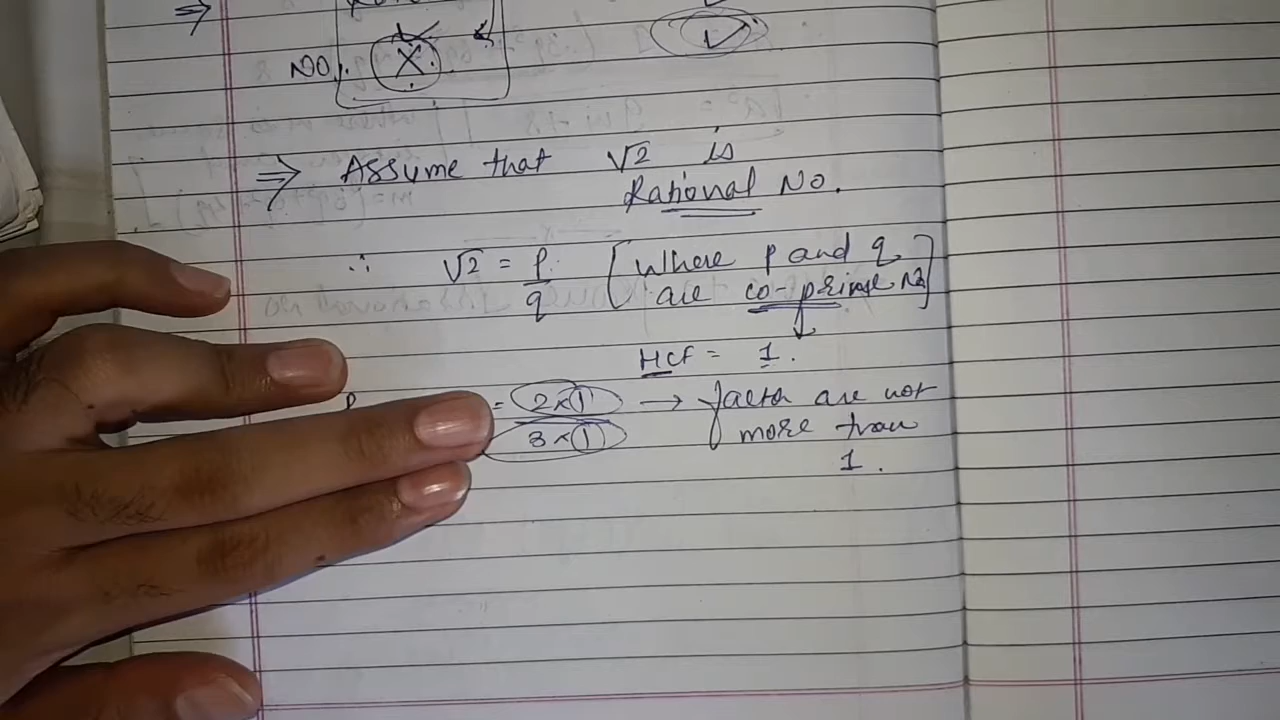 ⇒
NO. X
⇒ Assume that √2 is
Rational No.
∴ √2 = p/q [Where p and q
are co-prime No]
HCF = 1.
= 2×1 → factor are not
3×1 more than
1.